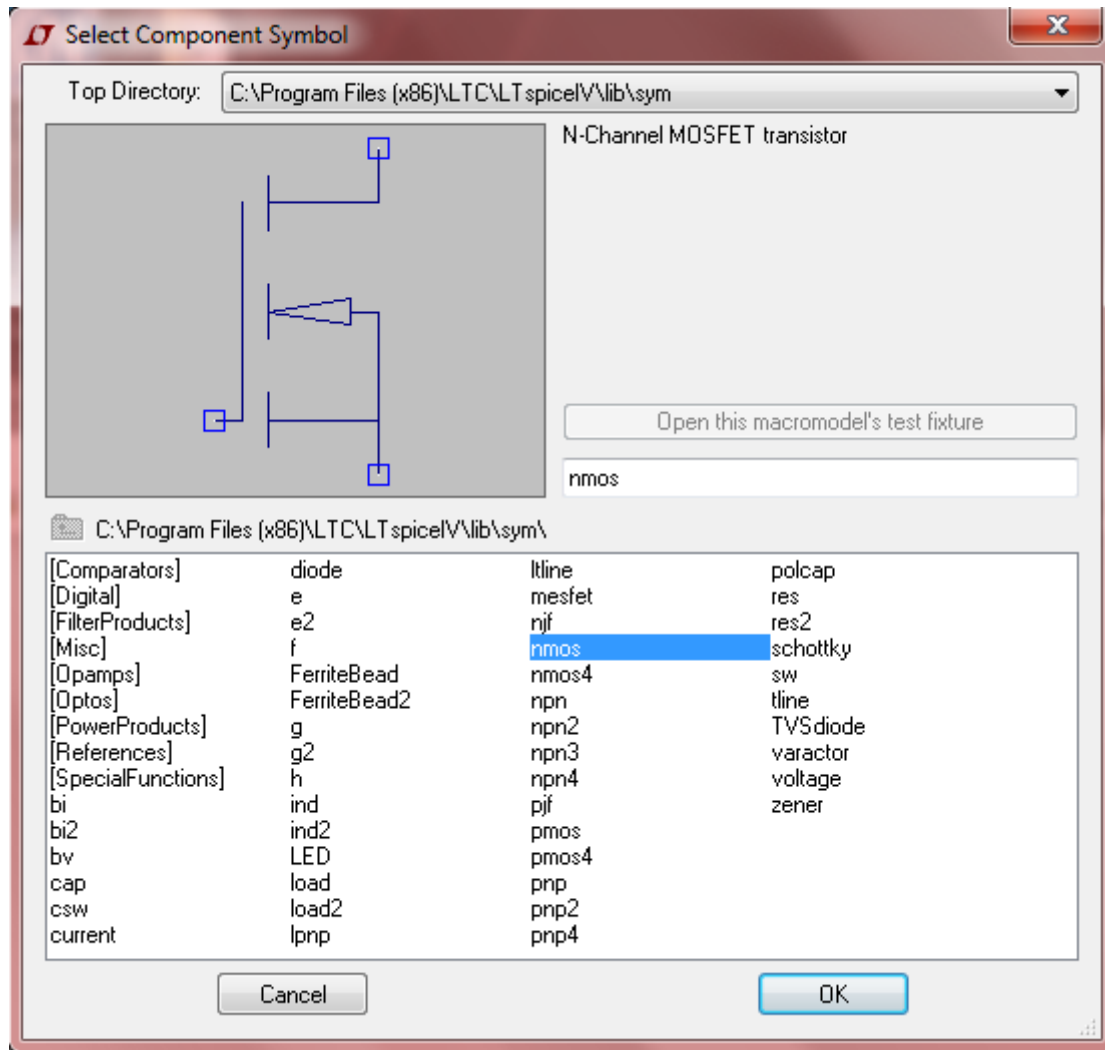 Select Component Symbol
Top Directory: C:\Program Files (x86)\LTC\LTspiceIV\lib\sym
N-Channel MOSFET transistor
Open this macromodel's test fixture
nmos
C:\Program Files (x86)\LTC\LTspiceIV\lib\sym\
[Comparators] diode ltline polcap
[Digital] e mesfet res
[FilterProducts] e2 njf res2
[Misc] f nmos schottky
[Opamps] FerriteBead nmos4 sw
[Optos] FerriteBead2 npn tline
[PowerProducts] g npn2 TVSdiode
[References] g2 npn3 varactor
[SpecialFunctions] h npn4 voltage
bi ind pjf zener
bi2 ind2 pmos
bv LED pmos4
cap load pnp
csw load2 pnp2
current lpnp pnp4
Cancel OK